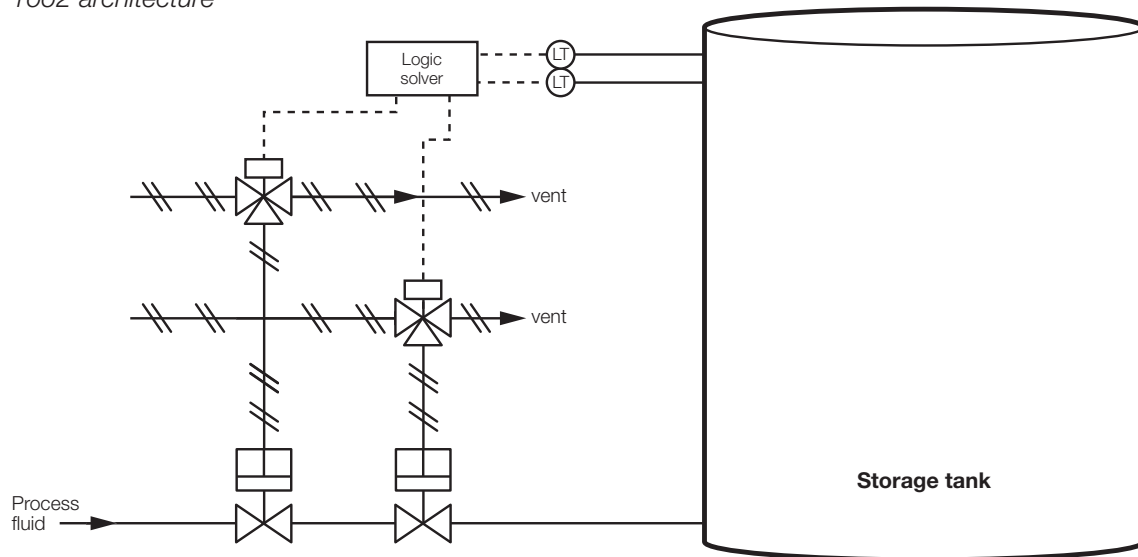 1oo2 architecture
Logic
solver
LT
LT
vent
vent
Storage tank
Process
fluid